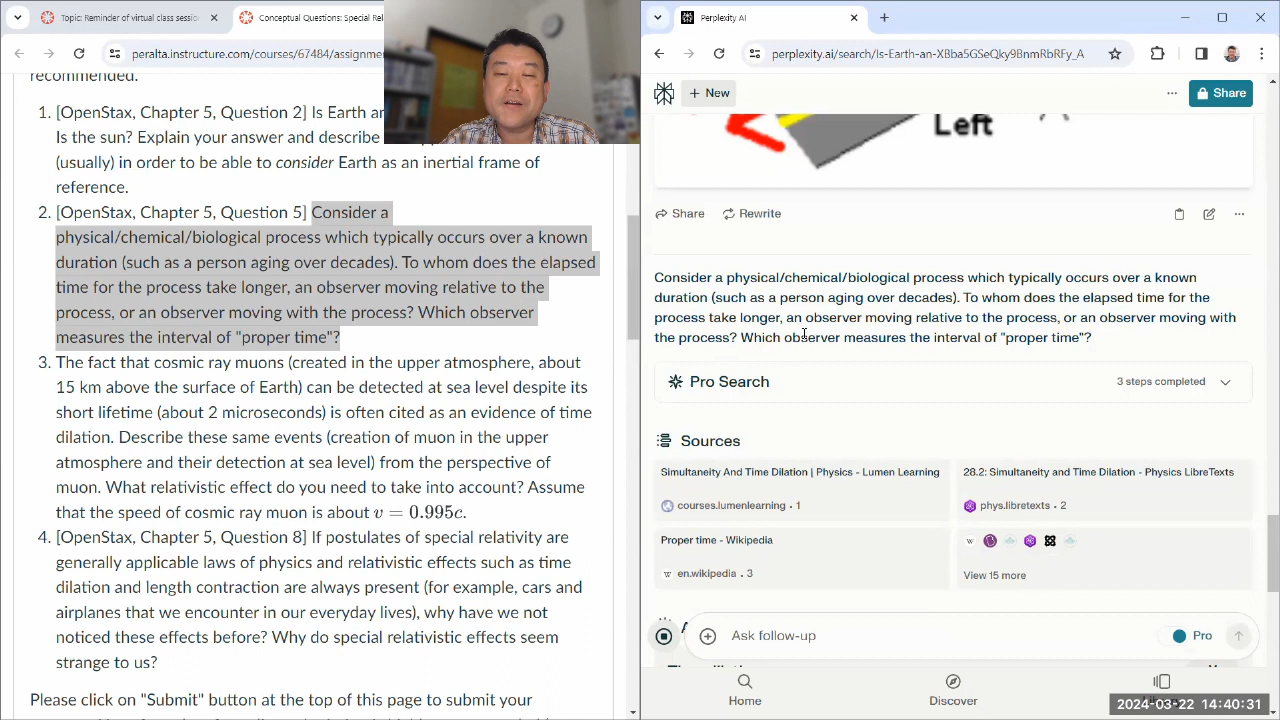 Topic: Reminder of virtual class sessio
Conceptual Questions: Special Rel
peralta.instructure.com/courses/67484/assignme
recommended.
1. [OpenStax, Chapter 5, Question 2] Is Earth an
Is the sun? Explain your answer and describe
(usually) in order to be able to consider Earth as an inertial frame of
reference.
2. [OpenStax, Chapter 5, Question 5] Consider a
physical/chemical/biological process which typically occurs over a known
duration (such as a person aging over decades). To whom does the elapsed
time for the process take longer, an observer moving relative to the
process, or an observer moving with the process? Which observer
measures the interval of "proper time"?
3. The fact that cosmic ray muons (created in the upper atmosphere, about
15 km above the surface of Earth) can be detected at sea level despite its
short lifetime (about 2 microseconds) is often cited as an evidence of time
dilation. Describe these same events (creation of muon in the upper
atmosphere and their detection at sea level) from the perspective of
muon. What relativistic effect do you need to take into account? Assume
that the speed of cosmic ray muon is about v = 0.995c.
4. [OpenStax, Chapter 5, Question 8] If postulates of special relativity are
generally applicable laws of physics and relativistic effects such as time
dilation and length contraction are always present (for example, cars and
airplanes that we encounter in our everyday lives), why have we not
noticed these effects before? Why do special relativistic effects seem
strange to us?
Please click on "Submit" button at the top of this page to submit your
Perplexity AI
perplexity.ai/search/Is-Earth-an-XBba5GSeQky9BnmRbRFy_A
New
Share
Left
Share
Rewrite
Consider a physical/chemical/biological process which typically occurs over a known
duration (such as a person aging over decades). To whom does the elapsed time for the
process take longer, an observer moving relative to the process, or an observer moving with
the process? Which observer measures the interval of "proper time"?
Pro Search
3 steps completed
Sources
Simultaneity And Time Dilation | Physics - Lumen Learning
courses.lumenlearning · 1
28.2: Simultaneity and Time Dilation - Physics LibreTexts
phys.libretexts · 2
Proper time - Wikipedia
en.wikipedia · 3
View 15 more
Ask follow-up
Pro
Home
Discover
2024-03-22 14:40:31